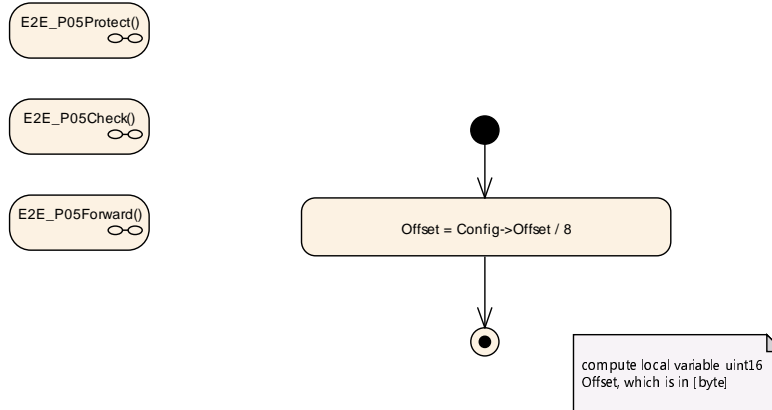 E2E_P05Protect()
E2E_P05Check()
E2E_P05Forward()
Offset = Config->Offset / 8
compute local variable uint16
Offset, which is in [byte]